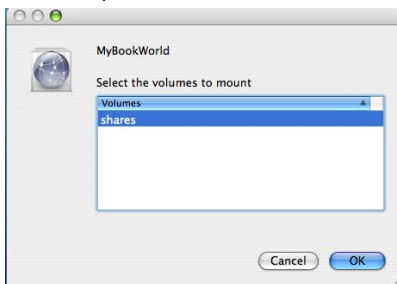 MyBookWorld
Select the volumes to mount
Volumes
shares
Cancel OK